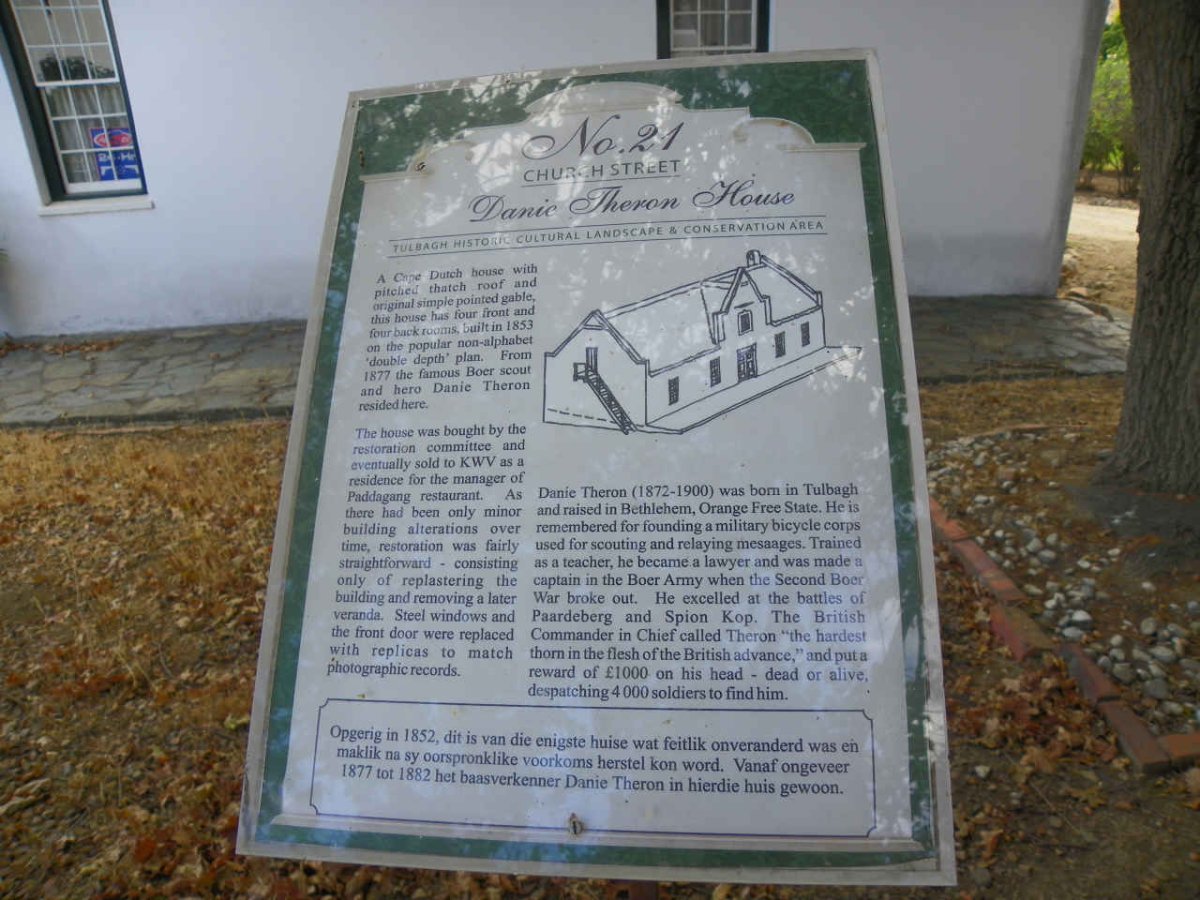 No.21
CHURCH STREET
Danie Theron House
TULBAGH HISTORIC CULTURAL LANDSCAPE & CONSERVATION AREA
A Cape Dutch house with
pitched thatch roof and
original simple pointed gable,
this house has four front and
four back rooms, built in 1853
on the popular non-alphabet
'double depth' plan. From
1877 the famous Boer scout
and hero Danie Theron
resided here.
The house was bought by the
restoration committee and
eventually sold to KWV as a
residence for the manager of
Paddagang restaurant. As
there had been only minor
building alterations over
time, restoration was fairly
straightforward - consisting
only of replastering the
building and removing a later
veranda. Steel windows and
the front door were replaced
with replicas to match
photographic records.
Danie Theron (1872-1900) was born in Tulbagh
and raised in Bethlehem, Orange Free State. He is
remembered for founding a military bicycle corps
used for scouting and relaying mesaages. Trained
as a teacher, he became a lawyer and was made a
captain in the Boer Army when the Second Boer
War broke out. He excelled at the battles of
Paardeberg and Spion Kop. The British
Commander in Chief called Theron "the hardest
thorn in the flesh of the British advance," and put a
reward of £1000 on his head - dead or alive,
despatching 4 000 soldiers to find him.
Opgerig in 1852, dit is van die enigste huise wat feitlik onveranderd was en
maklik na sy oorspronklike voorkoms herstel kon word. Vanaf ongeveer
1877 tot 1882 het baasverkenner Danie Theron in hierdie huis gewoon.